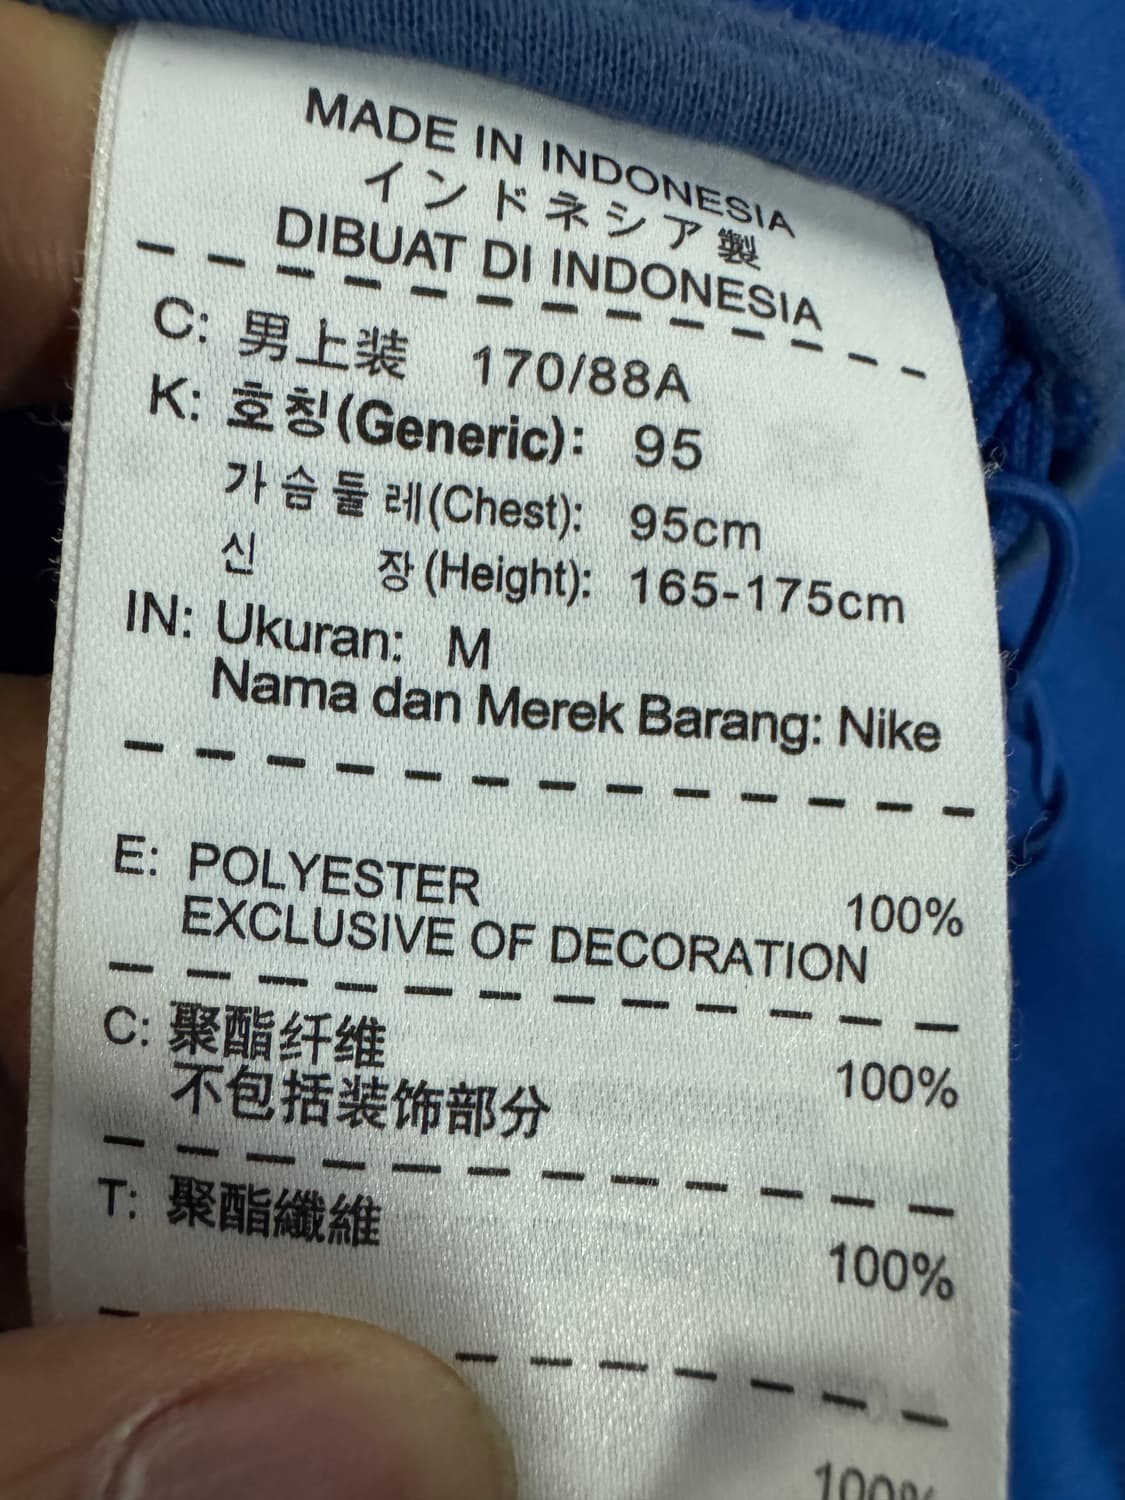 MADE IN INDONESIA
インドネシア製
DIBUAT DI INDONESIA
C: 男上装 170/88A
K: 호칭(Generic): 95
가슴둘레(Chest): 95cm
신 장(Height): 165-175cm
IN: Ukuran: M
Nama dan Merek Barang: Nike
E: POLYESTER 100%
EXCLUSIVE OF DECORATION
C: 聚酯纤维 100%
不包括装饰部分
T: 聚酯纖維 100%
100%